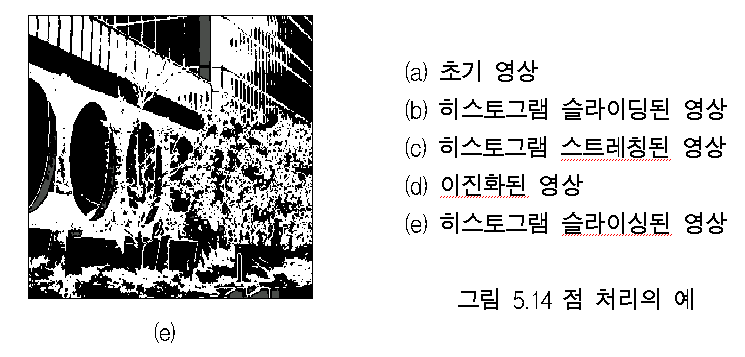 (a) 초기 영상
(b) 히스토그램 슬라이딩된 영상
(c) 히스토그램 스트레칭된 영상
(d) 이진화된 영상
(e) 히스토그램 슬라이싱된 영상
그림 5.14 점 처리의 예
(e)